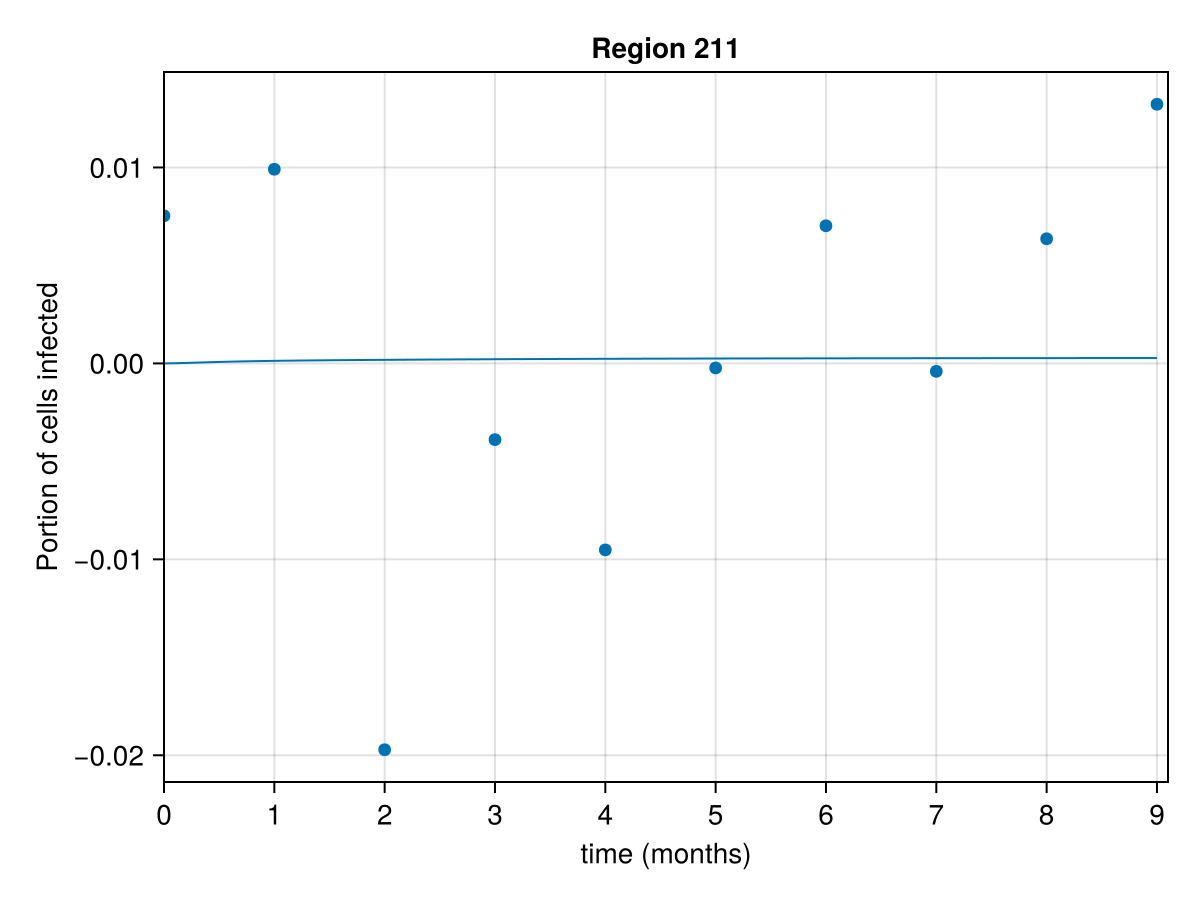 Region 211
Portion of cells infected
0.01
0.00
−0.01
−0.02
0 1 2 3 4 5 6 7 8 9
time (months)